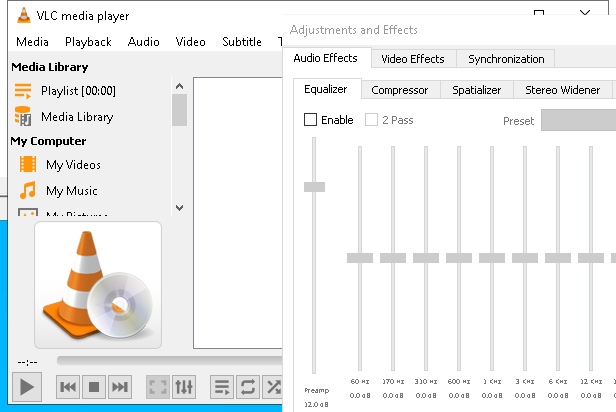 VLC media player
Media Playback Audio Video Subtitle
Media Library
Playlist [00:00]
Media Library
My Computer
My Videos
My Music
My Pictures
--:--
Adjustments and Effects
Audio Effects Video Effects Synchronization
Equalizer Compressor Spatializer Stereo Widener
Enable 2 Pass Preset
60 Hz 170 Hz 310 Hz 600 Hz 1 KHz 3 KHz 6 KHz 12 KHz
Preamp 0.0 dB 0.0 dB 0.0 dB 0.0 dB 0.0 dB 0.0 dB 0.0 dB 0.0 dB
12.0 dB